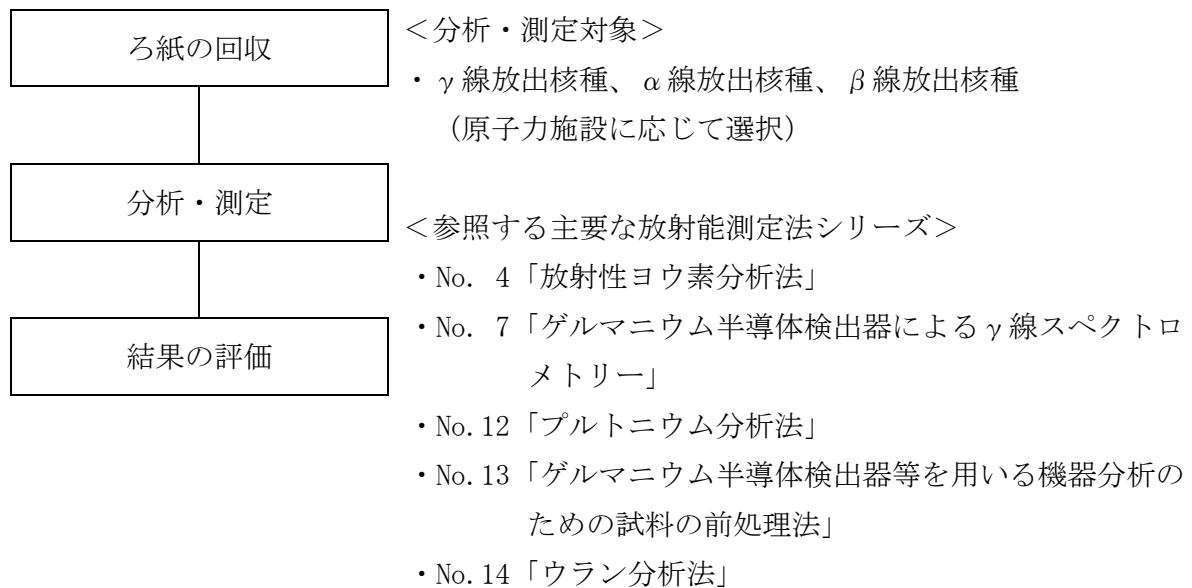 ろ紙の回収
分析・測定
結果の評価
<分析・測定対象>
・γ線放出核種、α線放出核種、β線放出核種
(原子力施設に応じて選択)
<参照する主要な放射能測定法シリーズ>
・No. 4「放射性ヨウ素分析法」
・No. 7「ゲルマニウム半導体検出器によるγ線スペクトロ
メトリー」
・No.12「プルトニウム分析法」
・No.13「ゲルマニウム半導体検出器等を用いる機器分析の
ための試料の前処理法」
・No.14「ウラン分析法」